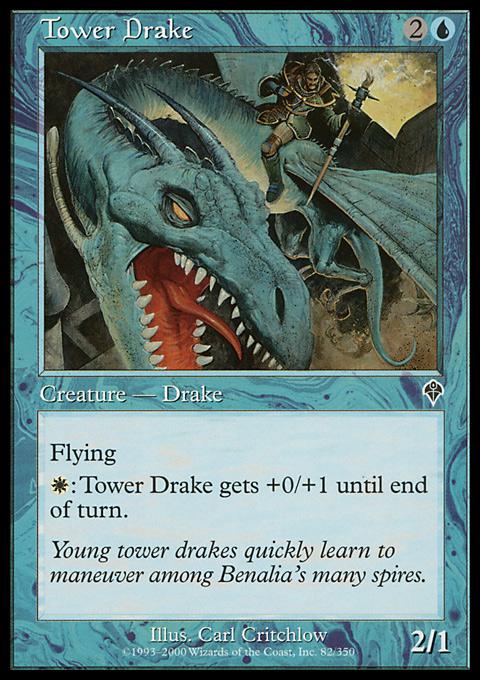 Tower Drake 2
Creature — Drake
Flying
: Tower Drake gets +0/+1 until end
of turn.
Young tower drakes quickly learn to
maneuver among Benalia's many spires.
Illus. Carl Critchlow
©1993–2000 Wizards of the Coast, Inc. 82/350
2/1